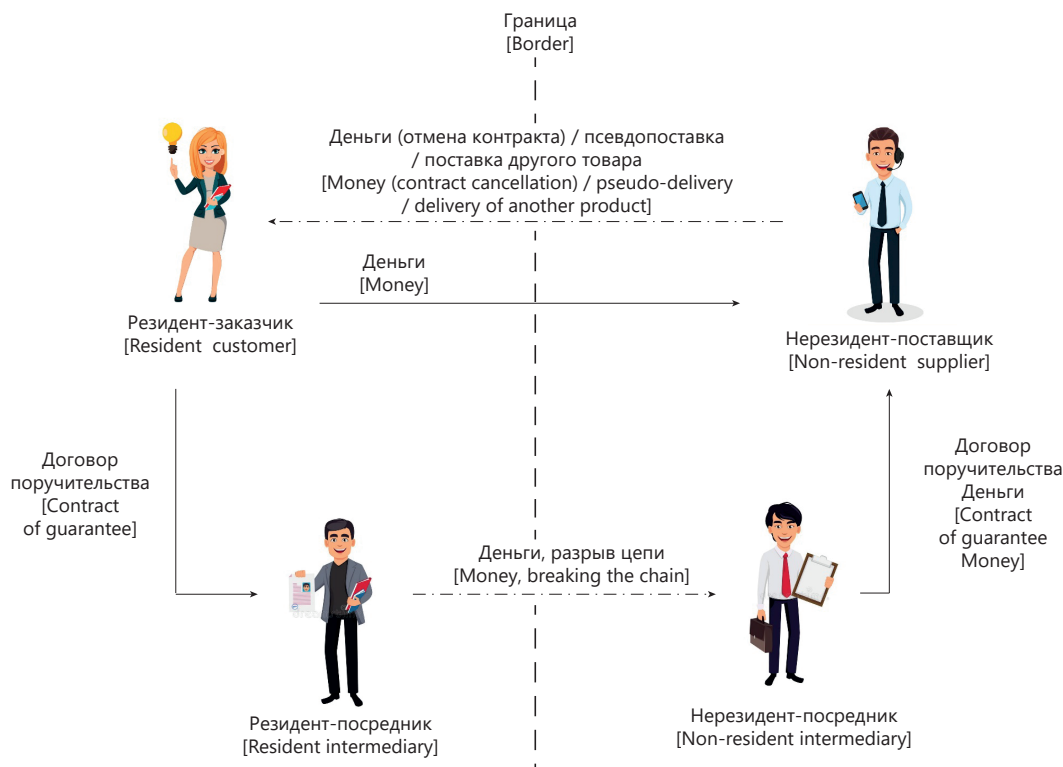 Граница
[Border]
Деньги (отмена контракта) / псевдопоставка
/ поставка другого товара
[Money (contract cancellation) / pseudo-delivery
/ delivery of another product]
Деньги
[Money]
Резидент-заказчик
[Resident customer]
Нерезидент-поставщик
[Non-resident supplier]
Договор
поручительства
[Contract
of guarantee]
Договор
поручительства
Деньги
[Contract
of guarantee
Money]
Деньги, разрыв цепи
[Money, breaking the chain]
Резидент-посредник
[Resident intermediary]
Нерезидент-посредник
[Non-resident intermediary]